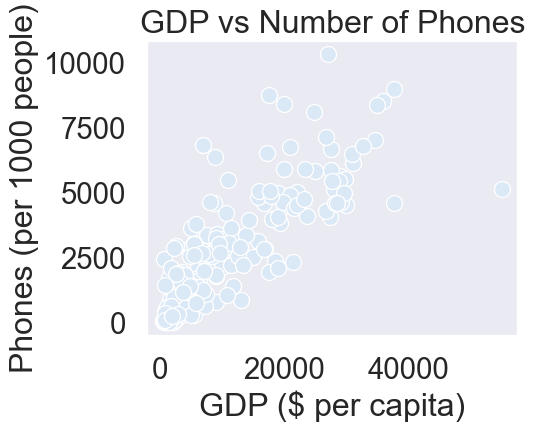 GDP vs Number of Phones
Phones (per 1000 people)
10000
7500
5000
2500
0
0 20000 40000
GDP ($ per capita)